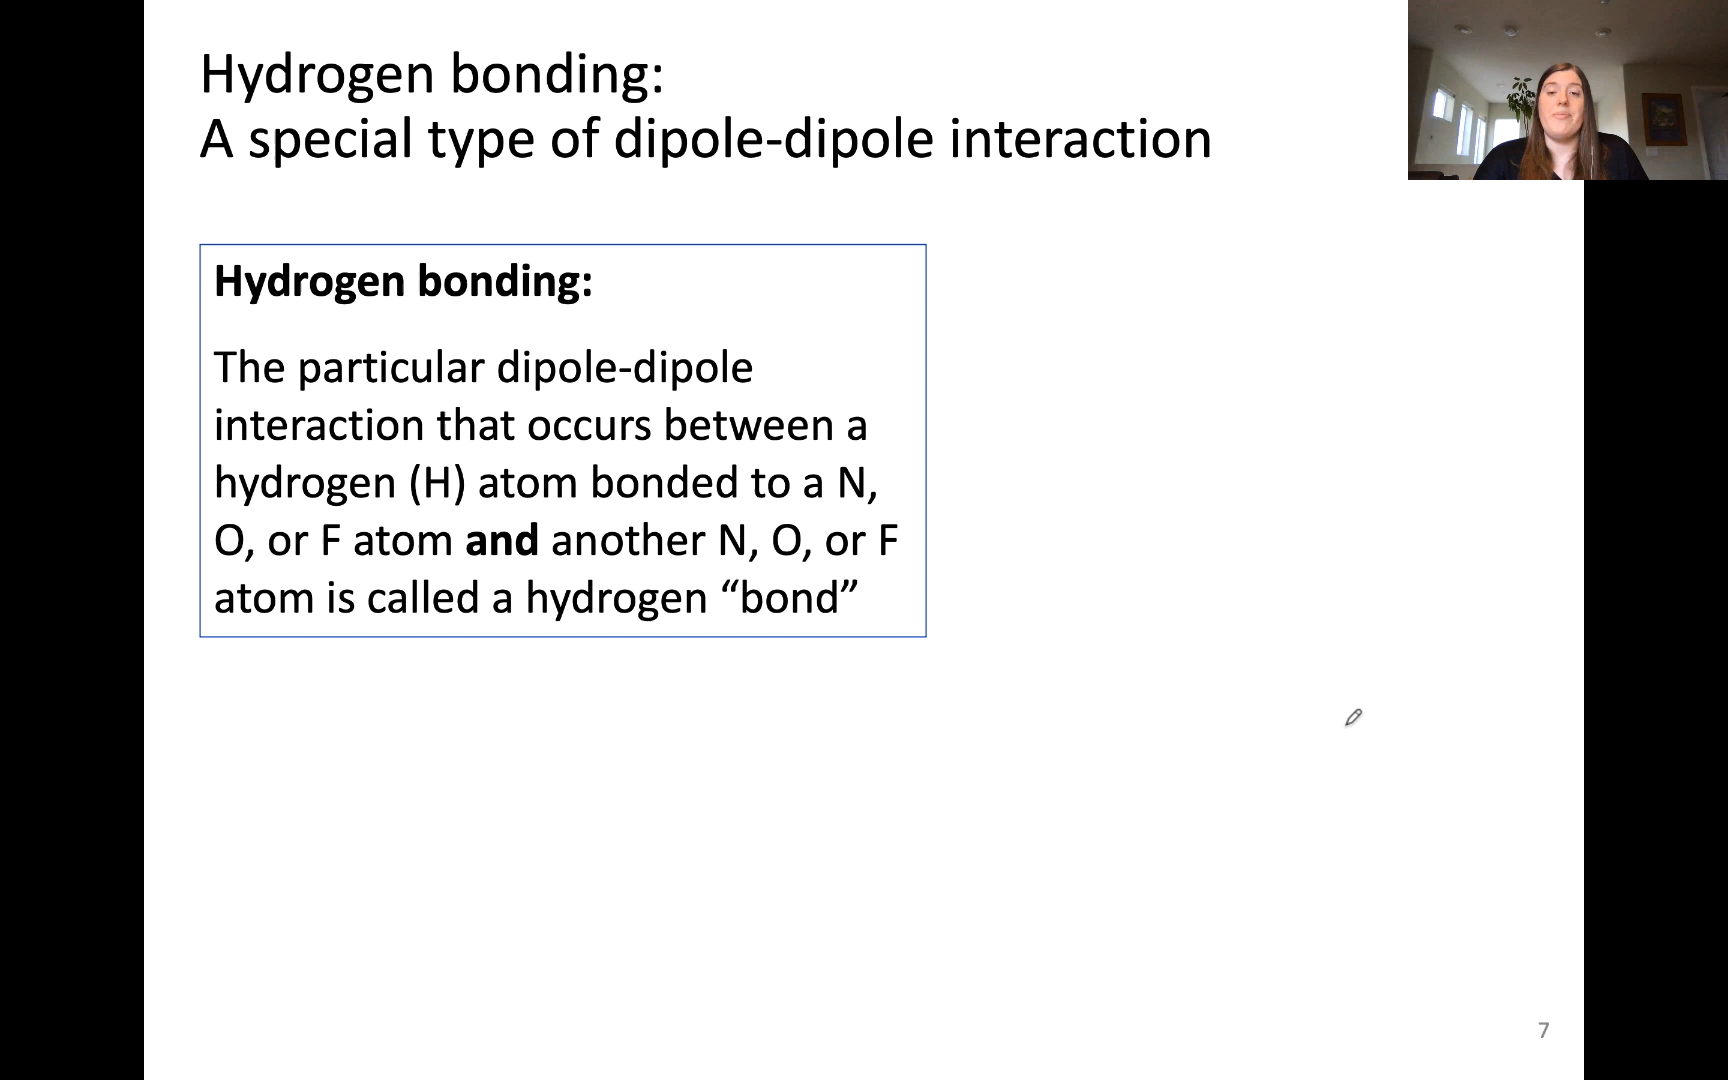 Hydrogen bonding:
A special type of dipole-dipole interaction
Hydrogen bonding:
The particular dipole-dipole
interaction that occurs between a
hydrogen (H) atom bonded to a N,
O, or F atom and another N, O, or F
atom is called a hydrogen “bond”
7